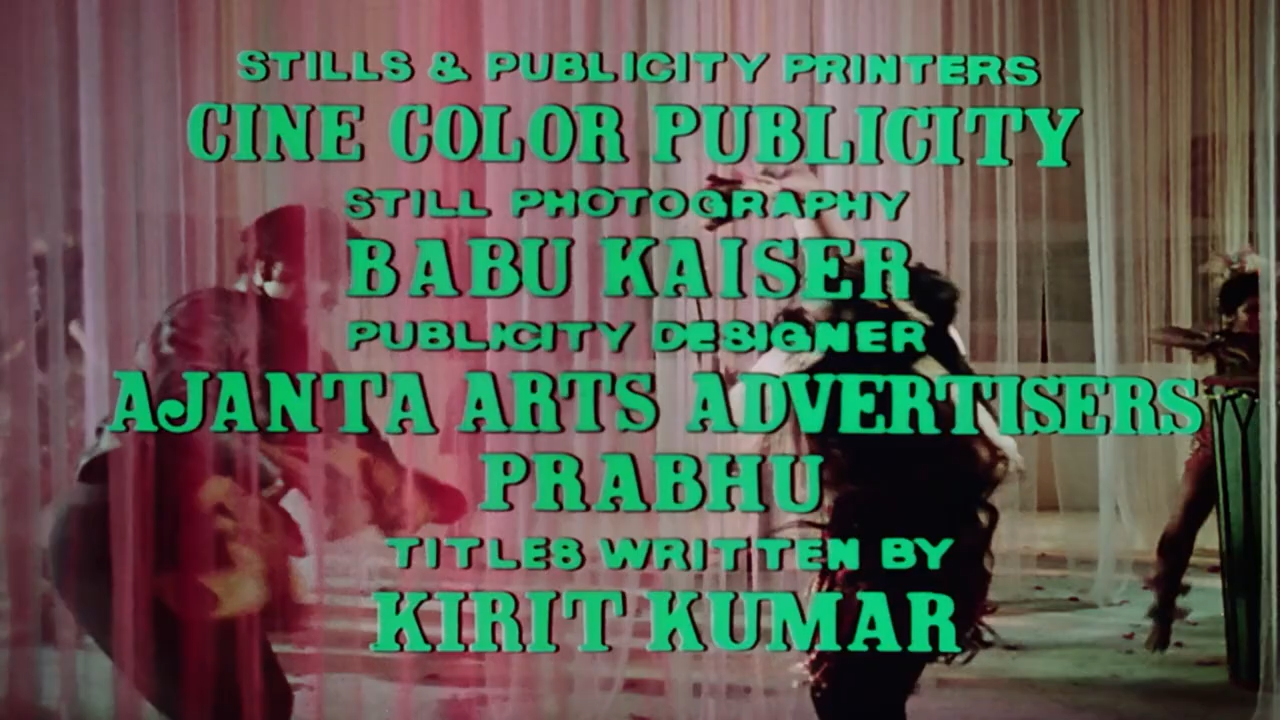 STILLS & PUBLICITY PRINTERS
CINE COLOR PUBLICITY
STILL PHOTOGRAPHY
BABU KAISER
PUBLICITY DESIGNER
AJANTA ARTS ADVERTISERS
PRABHU
TITLES WRITTEN BY
KIRIT KUMAR